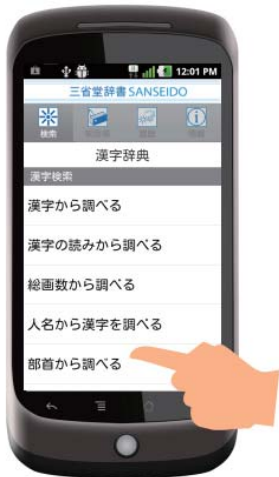 12:01 PM
三省堂辞書 SANSEIDO
検索
漢字辞典
漢字検索
漢字から調べる
漢字の読みから調べる
総画数から調べる
人名から漢字を調べる
部首から調べる